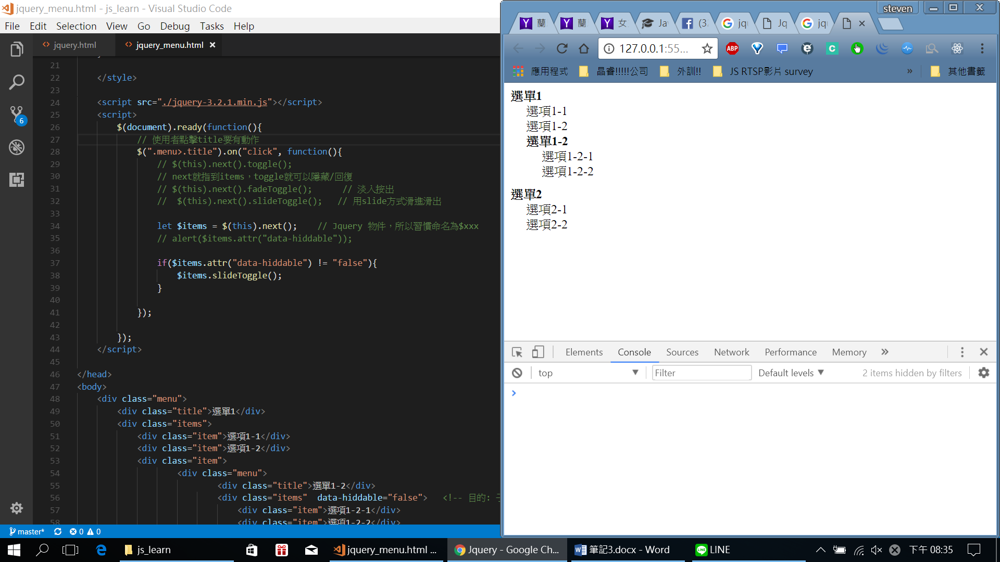 jquery_menu.html - js_learn - Visual Studio Code
File Edit Selection View Go Debug Tasks Help
jquery.html
jquery_menu.html
21
22 </style>
23
24 <script src="./jquery-3.2.1.min.js"></script>
25 <script>
26 $(document).ready(function(){
27 // 使用者點擊title要有動作
28 $(".menu>.title").on("click", function(){
29 // $(this).next().toggle();
30 // next就指到items，toggle就可以隱藏/回復
31 // $(this).next().fadeToggle(); // 淡入按出
32 // $(this).next().slideToggle(); // 用slide方式滑進滑出
33
34 let $items = $(this).next(); // Jquery 物件，所以習慣命名為$xxx
35 // alert($items.attr("data-hiddable"));
36
37 if($items.attr("data-hiddable") != "false"){
38 $items.slideToggle();
39 }
40
41 });
42
43 });
44 </script>
45
46 </head>
47 <body>
48 <div class="menu">
49 <div class="title">選單1</div>
50 <div class="items">
51 <div class="item">選項1-1</div>
52 <div class="item">選項1-2</div>
53 <div class="item">
54 <div class="menu">
55 <div class="title">選單1-2</div>
56 <div class="items"  data-hiddable="false"> <!-- 目的:
57 <div class="item">選項1-2-1</div>
58 <div class="item">選項1-2-2</div>
6
master* 0 0
steven
蘭 蘭 女 Ja (3 jq Jq jq
127.0.0.1:55...
ABP
應用程式 晶睿!!!!!公司 外訓!! JS RTSP影片 survey » 其他書籤
選單1
選項1-1
選項1-2
選單1-2
選項1-2-1
選項1-2-2
選單2
選項2-1
選項2-2
Elements Console Sources Network Performance Memory »
top Filter Default levels 2 items hidden by filters
js_learn
jquery_menu.html ...
Jquery - Google Ch...
筆記3.docx - Word
LINE
下午 08:35